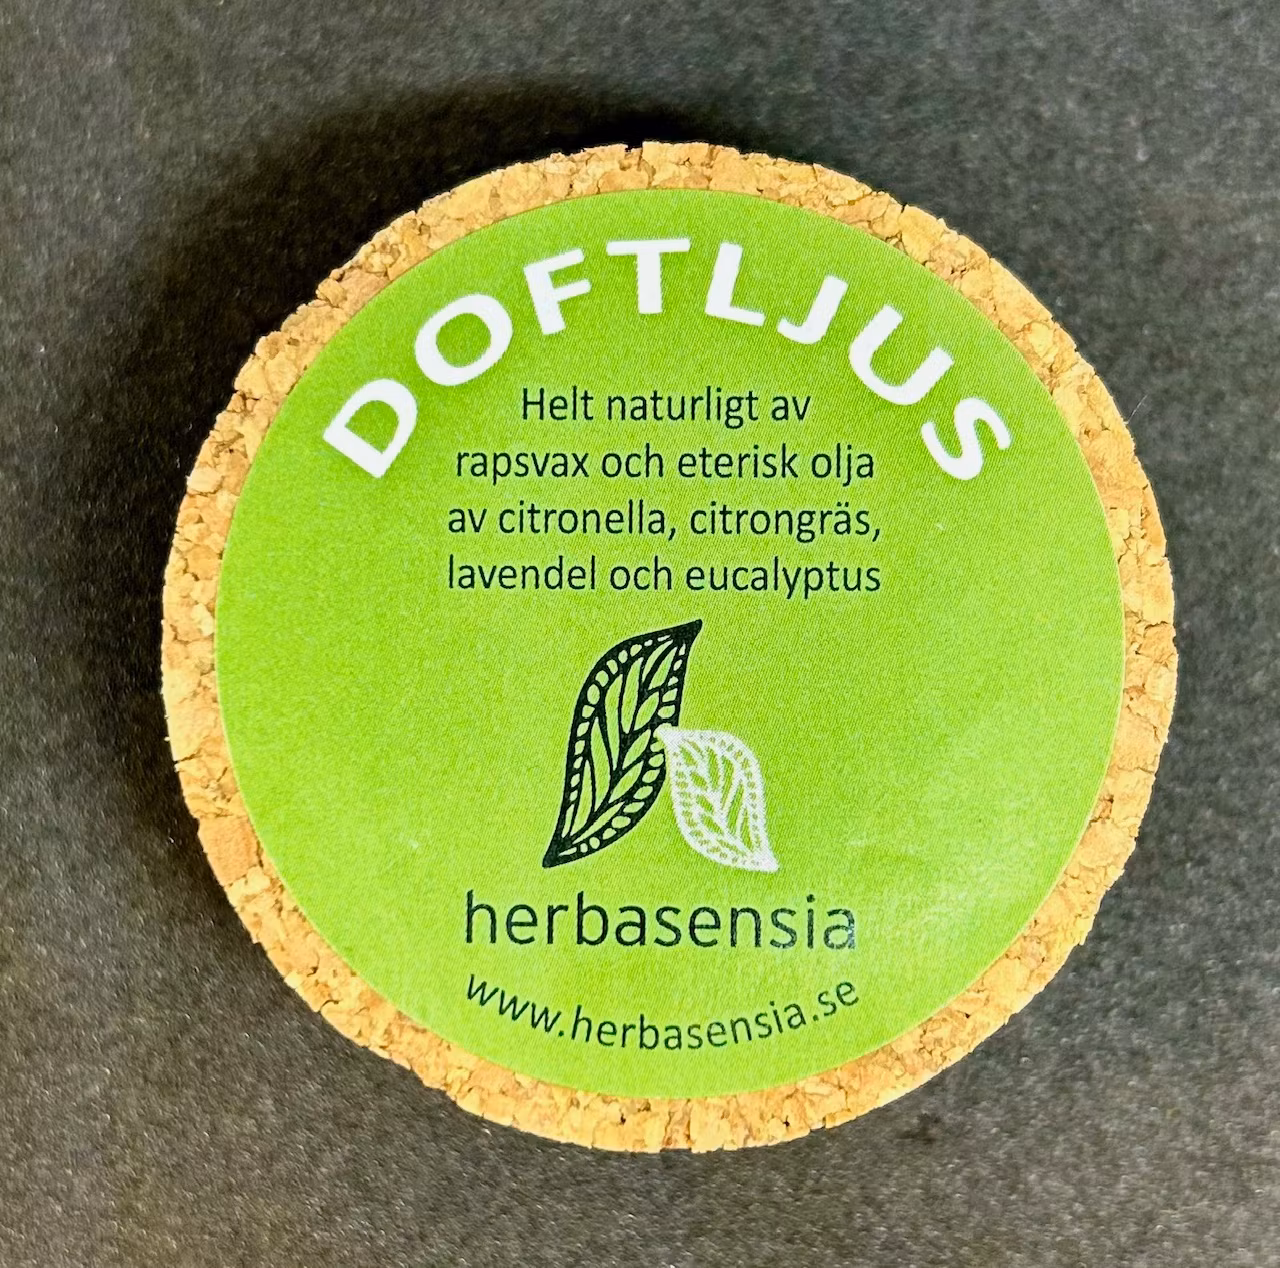 DOFTLJUS
Helt naturligt av
rapsvax och eterisk olja
av citronella, citrongräs,
lavendel och eucalyptus
herbasensia
www.herbasensia.se